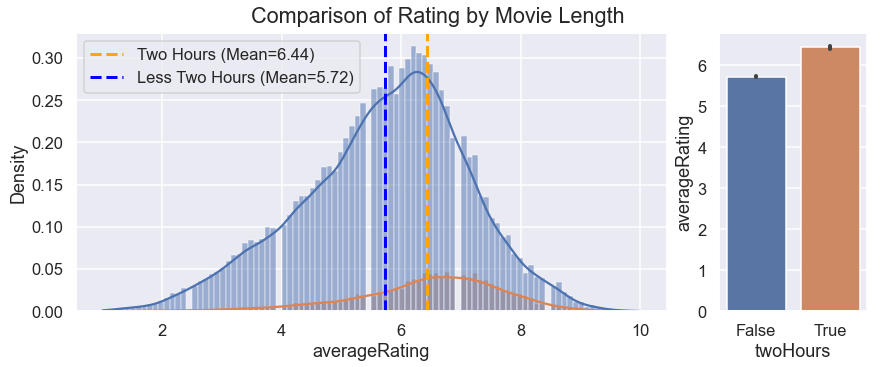 Comparison of Rating by Movie Length
Two Hours (Mean=6.44)
Less Two Hours (Mean=5.72)
Density
0.30
0.25
0.20
0.15
0.10
0.05
0.00
2 4 6 8 10
averageRating
averageRating
6
5
4
3
2
1
0
False True
twoHours